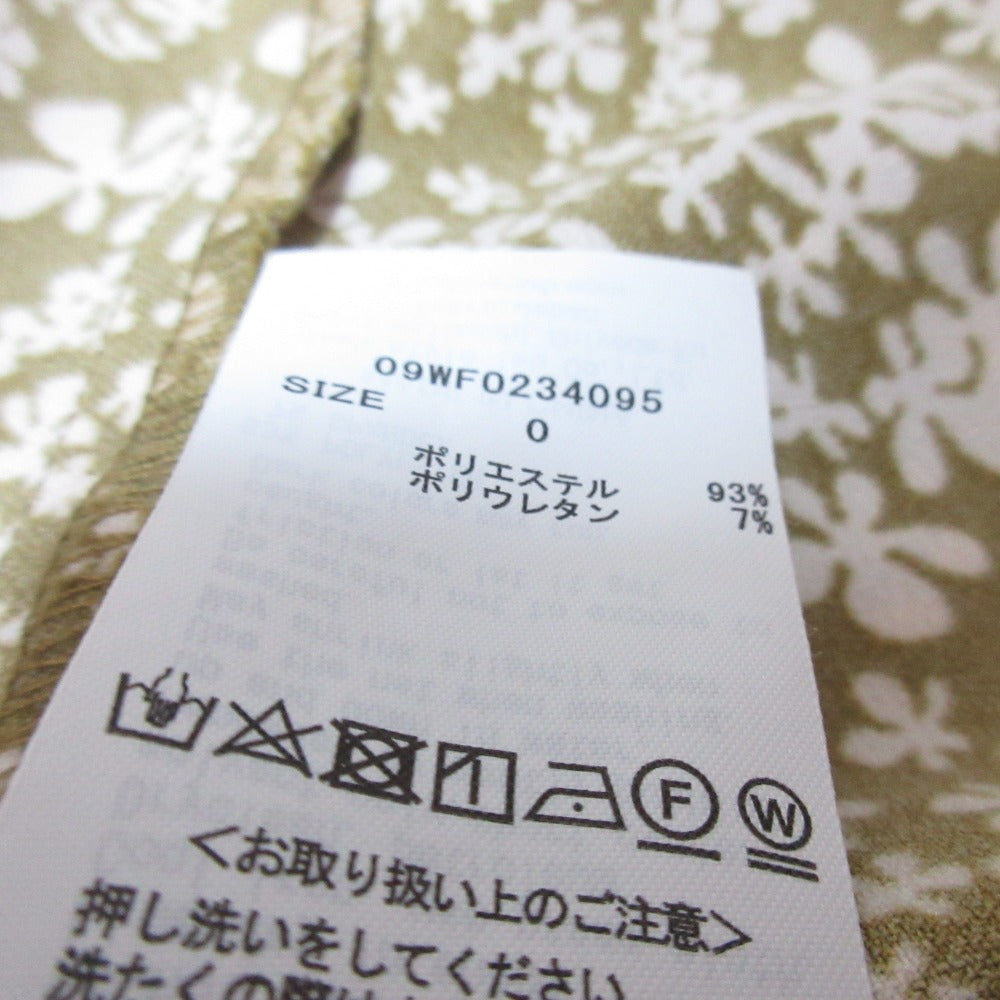 09WF0234095
SIZE
0
ポリエステル 93%
ポリウレタン 7%
F W
<お取り扱い上のご注意>
押し洗いをしてください
洗たくの際は